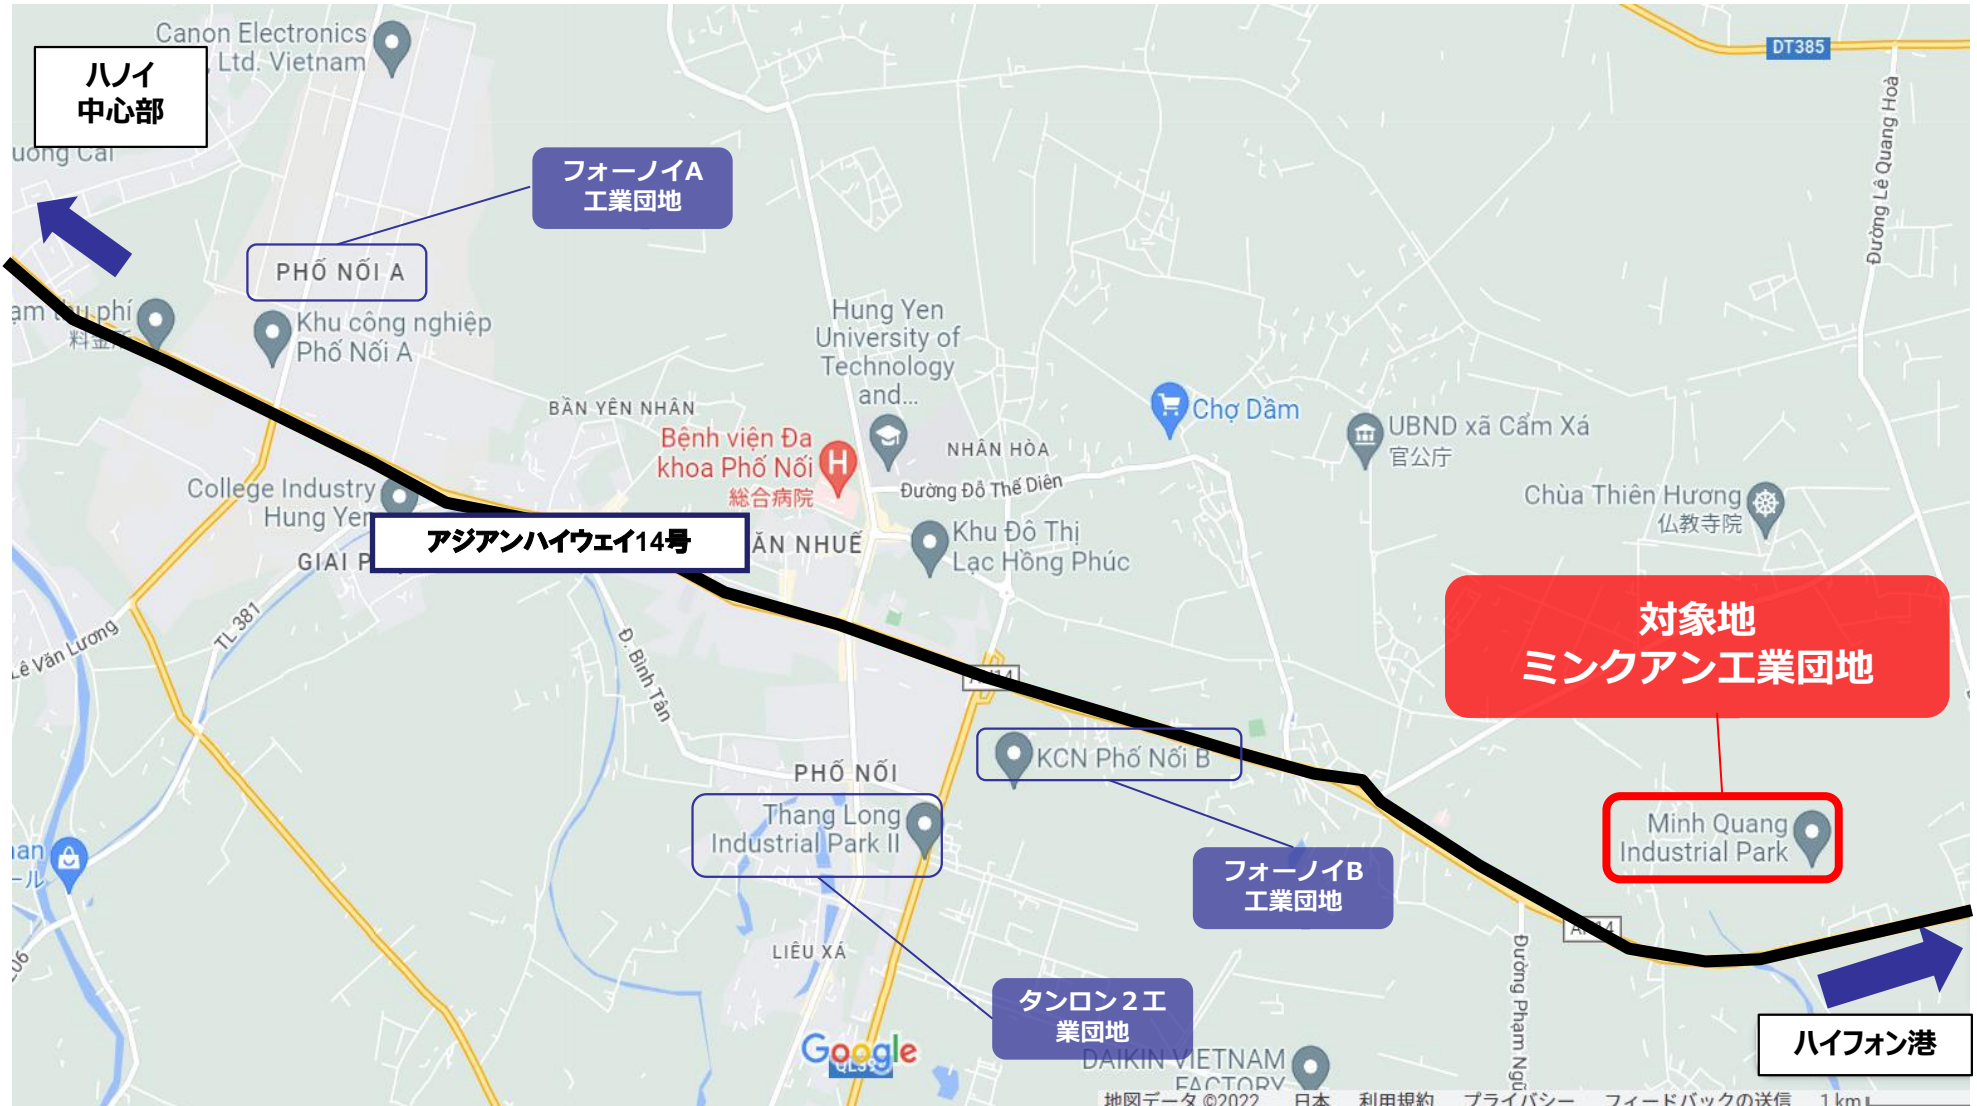 Canon Electronics
, Ltd. Vietnam
DT385
ハノイ
中心部
uong Cai
Đường Lê Quang Hoa
フォーノイA
工業団地
PHỐ NỐI A
phí
Khu công nghiệp
Phố Nối A
Hung Yen
University of
Technology
and...
BẦN YÊN NHÂN
Chợ Dầm
UBND xã Cẩm Xá
官公庁
Bệnh viện Đa
khoa Phố Nối
総合病院
NHÂN HÒA
Đường Đỗ Thế Diên
College Industry
Hung Yen
Chùa Thiên Hương
仏教寺院
アジアンハイウェイ14号
ĂN NHUẾ
Khu Đô Thị
Lạc Hồng Phúc
GIAI P
TL 381
Lê Văn Lương
Đ. Bình Tân
対象地
ミンクアン工業団地
KCN Phố Nối B
PHỐ NỐI
Thang Long
Industrial Park II
Minh Quang
Industrial Park
フォーノイB
工業団地
LIÊU XÁ
Đường Phạm Ngũ
タンロン２工
業団地
ハイフォン港
Google
DAIKIN VIETNAM
FACTORY
地図データ ©2022 日本 利用規約 プライバシー フィードバックの送信 1 km